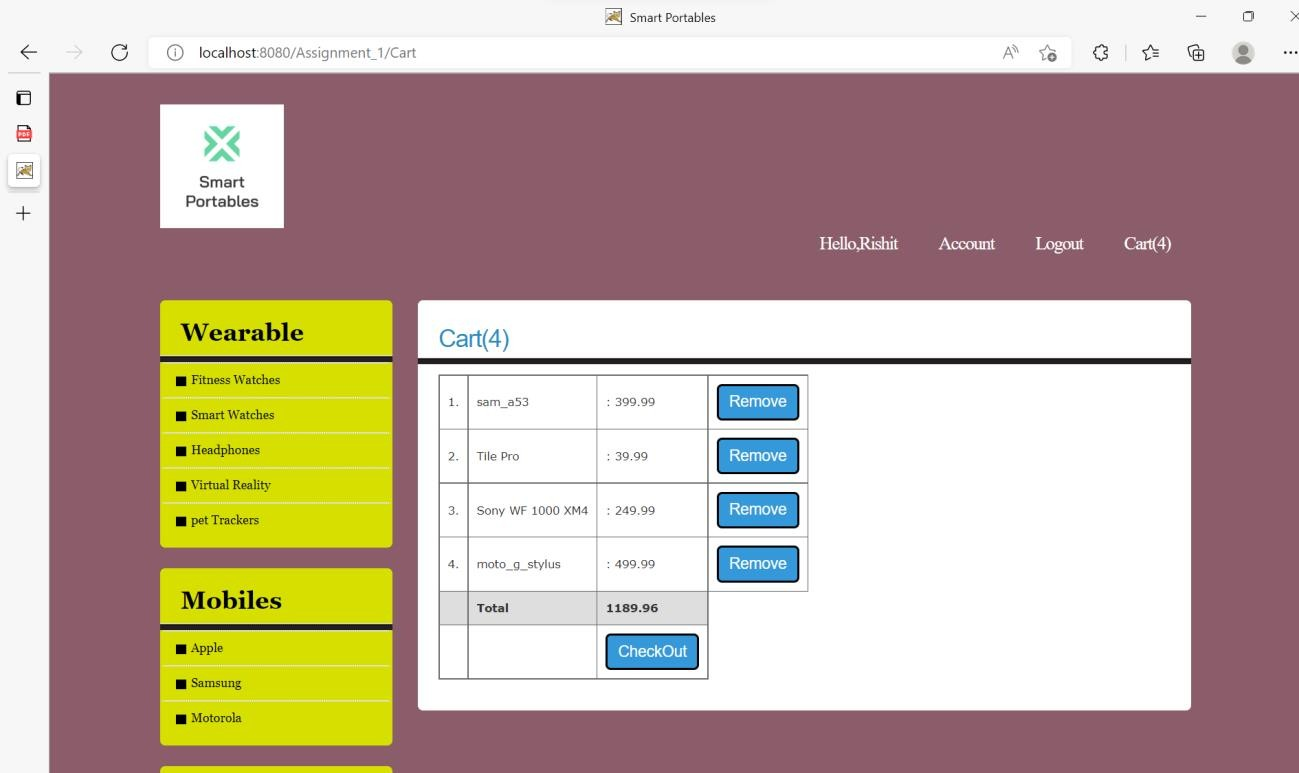 Smart Portables
localhost:8080/Assignment_1/Cart
PDF
Smart
Portables
Hello,Rishit Account Logout Cart(4)
Wearable
Fitness Watches
Smart Watches
Headphones
Virtual Reality
pet Trackers
Mobiles
Apple
Samsung
Motorola
Cart(4)
1. sam_a53 : 399.99 Remove
2. Tile Pro : 39.99 Remove
3. Sony WF 1000 XM4 : 249.99 Remove
4. moto_g_stylus : 499.99 Remove
Total 1189.96
CheckOut